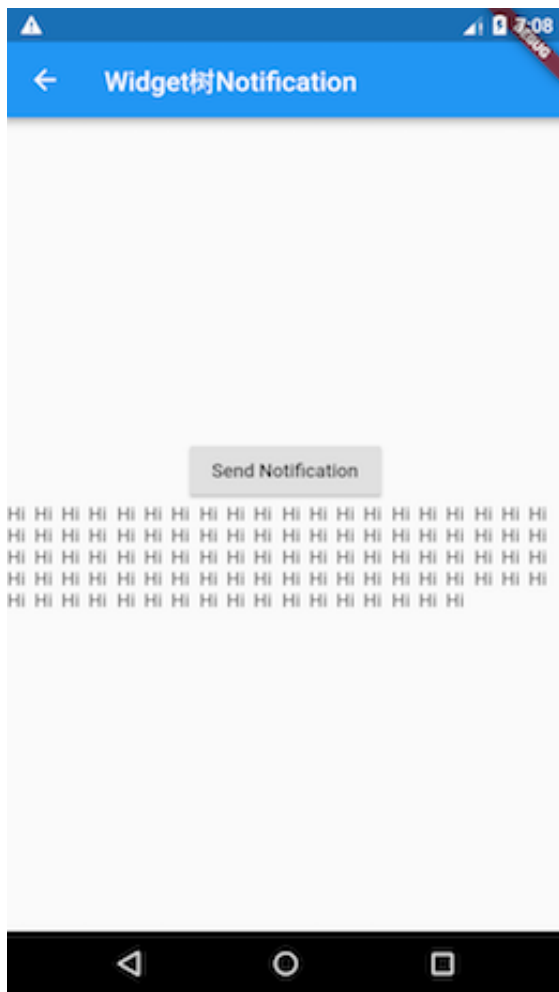 7:08
DEBUG
Widget树Notification
Send Notification
Hi Hi Hi Hi Hi Hi Hi Hi Hi Hi Hi Hi Hi Hi Hi Hi Hi Hi Hi Hi
Hi Hi Hi Hi Hi Hi Hi Hi Hi Hi Hi Hi Hi Hi Hi Hi Hi Hi Hi Hi
Hi Hi Hi Hi Hi Hi Hi Hi Hi Hi Hi Hi Hi Hi Hi Hi Hi Hi Hi Hi
Hi Hi Hi Hi Hi Hi Hi Hi Hi Hi Hi Hi Hi Hi Hi Hi Hi Hi Hi Hi
Hi Hi Hi Hi Hi Hi Hi Hi Hi Hi Hi Hi Hi Hi Hi Hi Hi